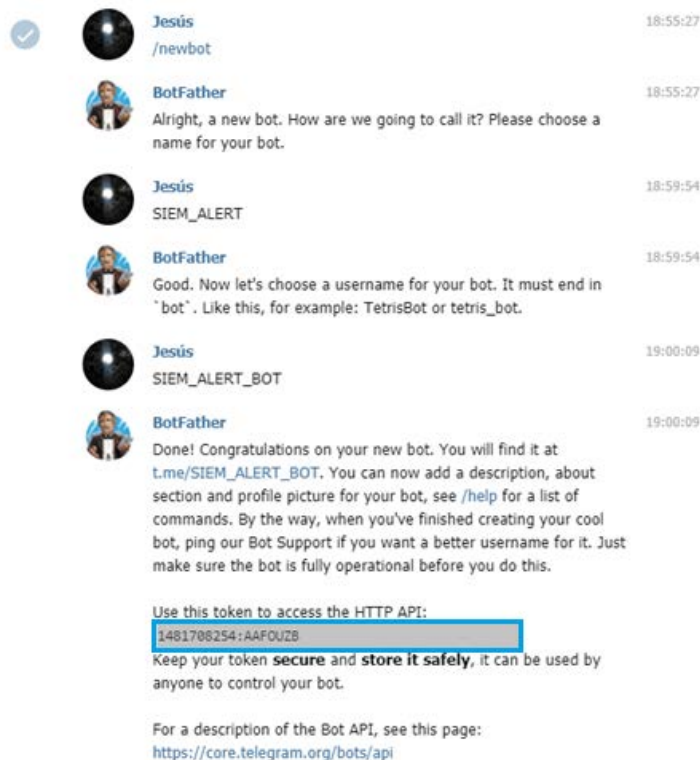 Jesús 18:55:27
/newbot
BotFather 18:55:27
Alright, a new bot. How are we going to call it? Please choose a
name for your bot.
Jesús 18:59:54
SIEM_ALERT
BotFather 18:59:54
Good. Now let's choose a username for your bot. It must end in
`bot`. Like this, for example: TetrisBot or tetris_bot.
Jesús 19:00:09
SIEM_ALERT_BOT
BotFather 19:00:09
Done! Congratulations on your new bot. You will find it at
t.me/SIEM_ALERT_BOT. You can now add a description, about
section and profile picture for your bot, see /help for a list of
commands. By the way, when you've finished creating your cool
bot, ping our Bot Support if you want a better username for it. Just
make sure the bot is fully operational before you do this.
Use this token to access the HTTP API:
1481708254:AAFOUZB
Keep your token secure and store it safely, it can be used by
anyone to control your bot.
For a description of the Bot API, see this page:
https://core.telegram.org/bots/api